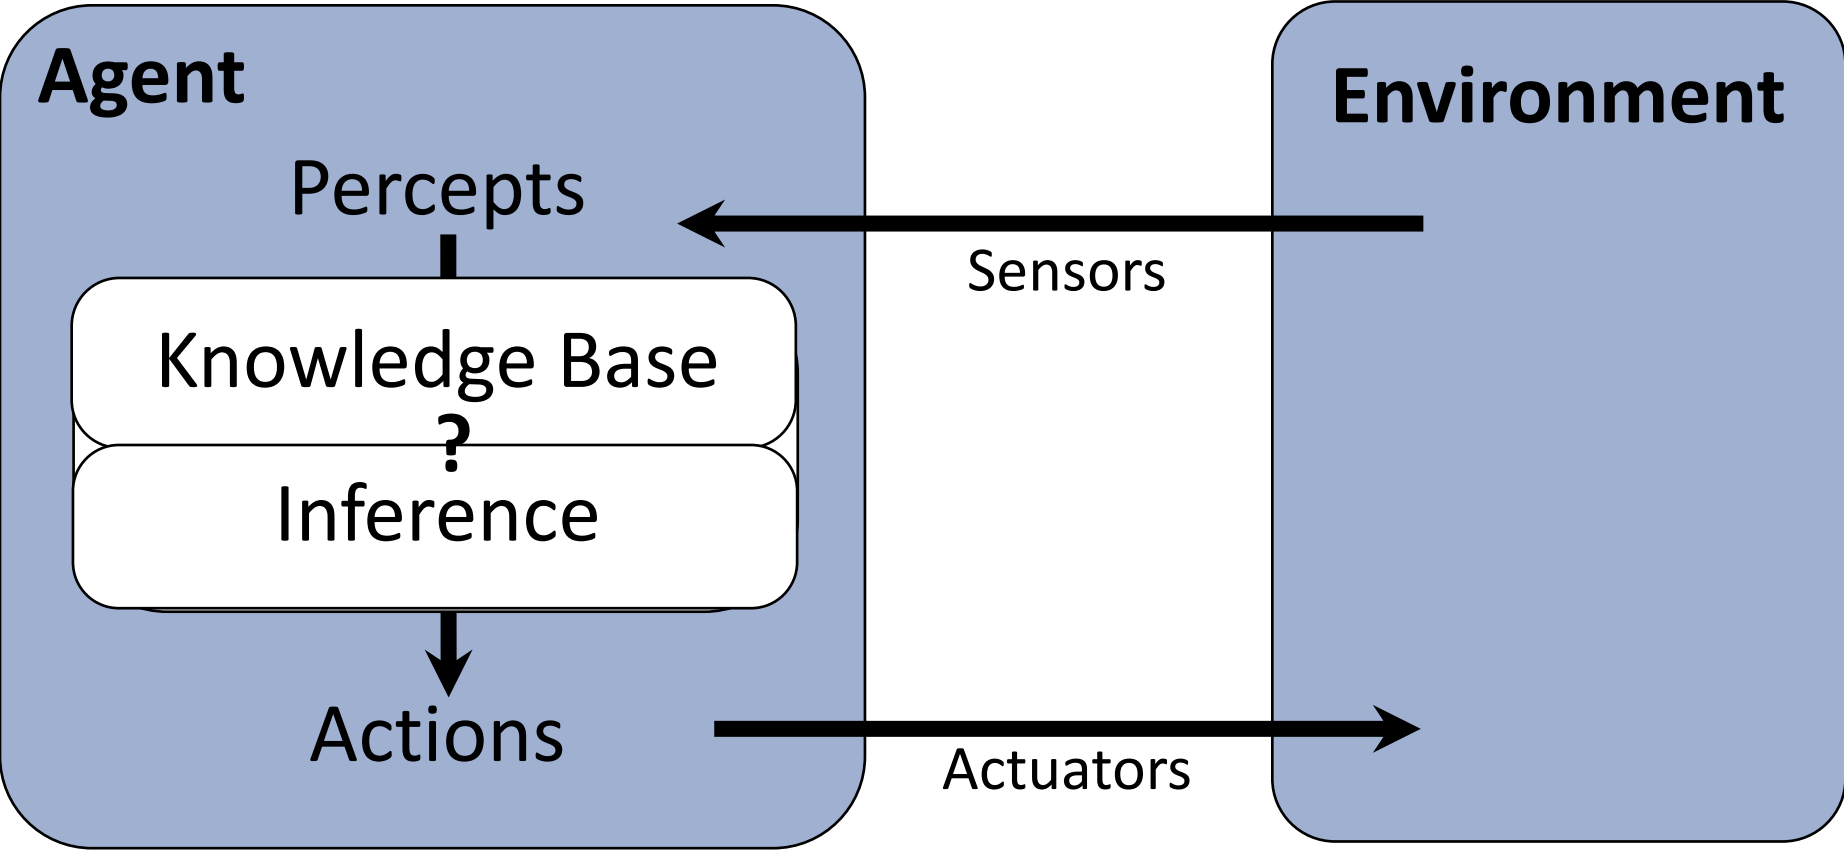 Agent
Environment
Percepts
Sensors
Knowledge Base
?
Inference
Actions
Actuators